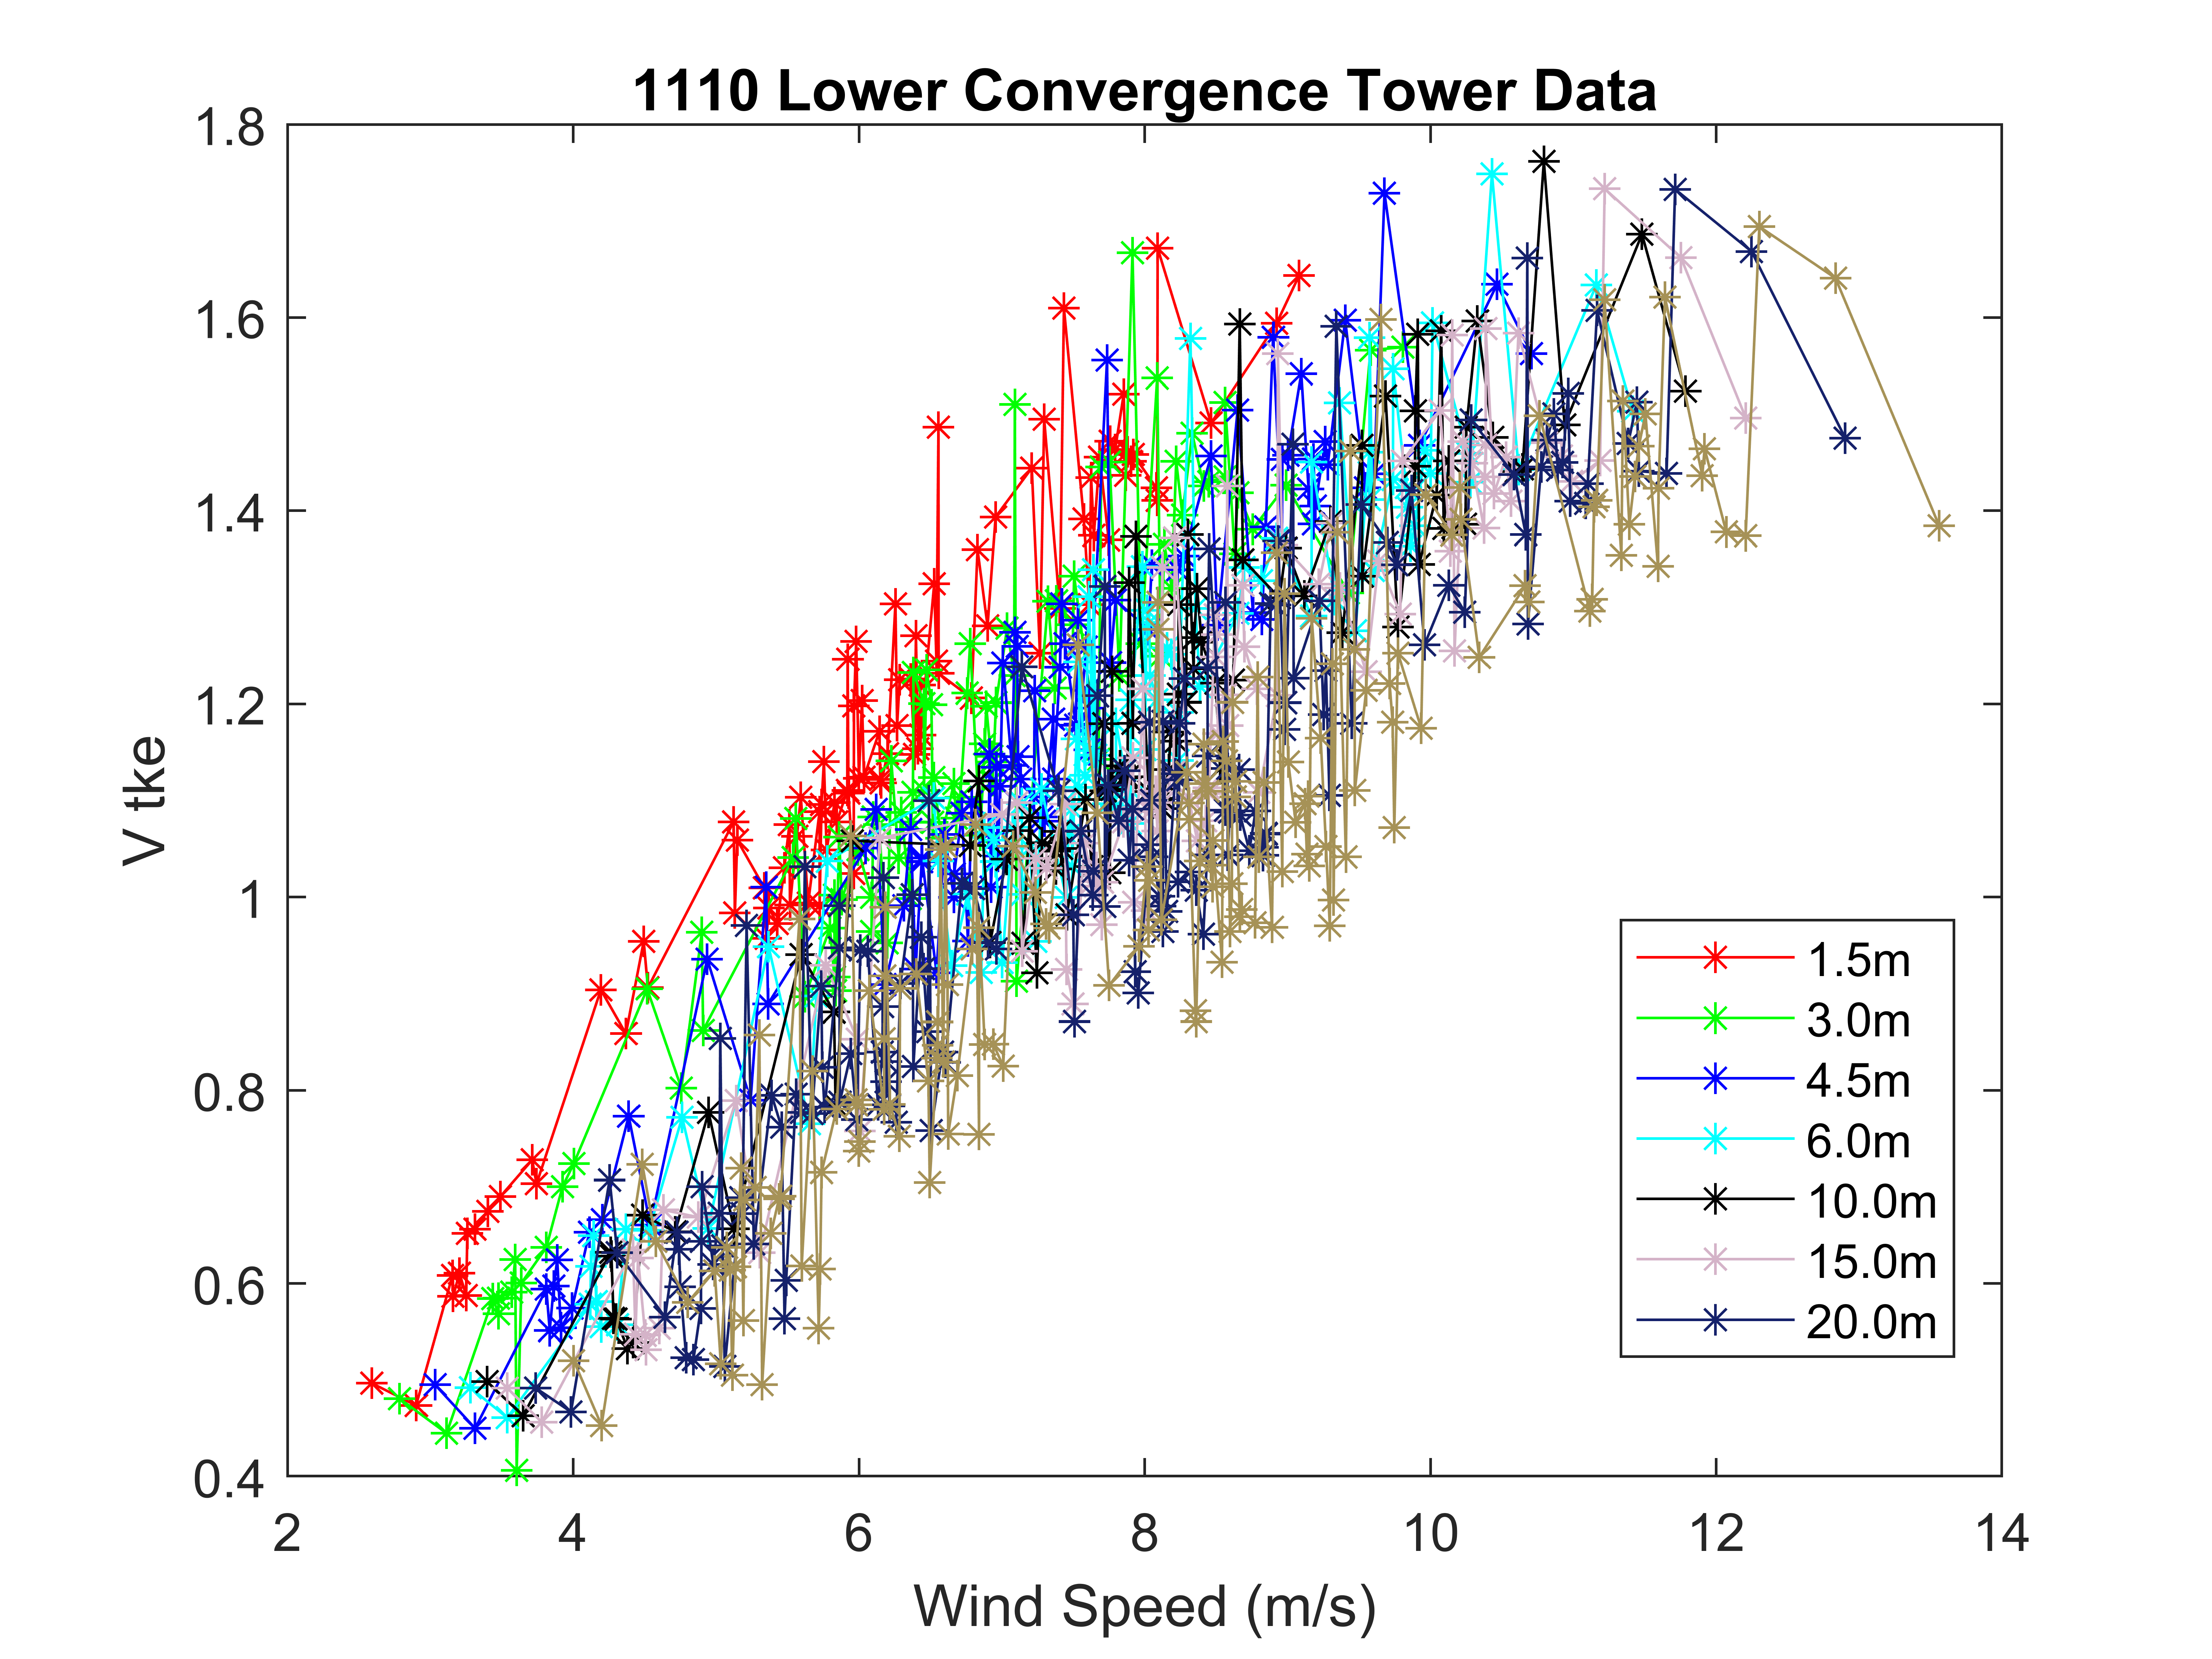 1110 Lower Convergence Tower Data
1.8
1.6
1.4
1.2
1
0.8
0.6
0.4
V tke
2 4 6 8 10 12 14
Wind Speed (m/s)
1.5m
3.0m
4.5m
6.0m
10.0m
15.0m
20.0m